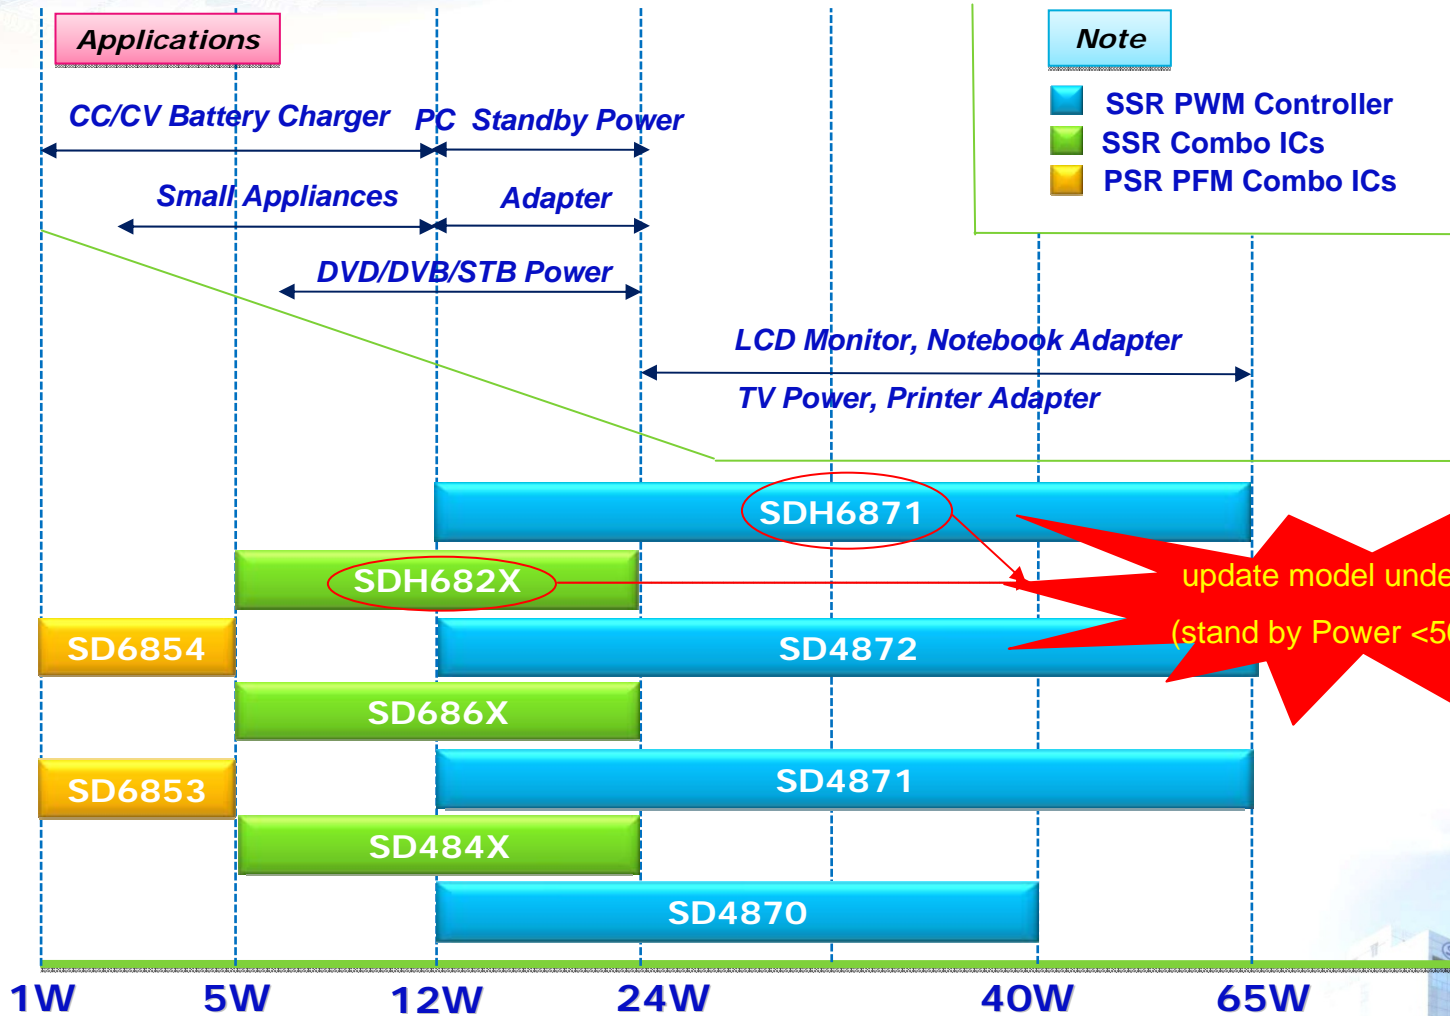 Applications
Note
CC/CV Battery Charger
PC Standby Power
SSR PWM Controller
SSR Combo ICs
PSR PFM Combo ICs
Small Appliances
Adapter
DVD/DVB/STB Power
LCD Monitor, Notebook Adapter
TV Power, Printer Adapter
SDH6871
SDH682X
update model unde
(stand by Power <50
SD6854
SD4872
SD686X
SD6853
SD4871
SD484X
SD4870
1W 5W 12W 24W 40W 65W